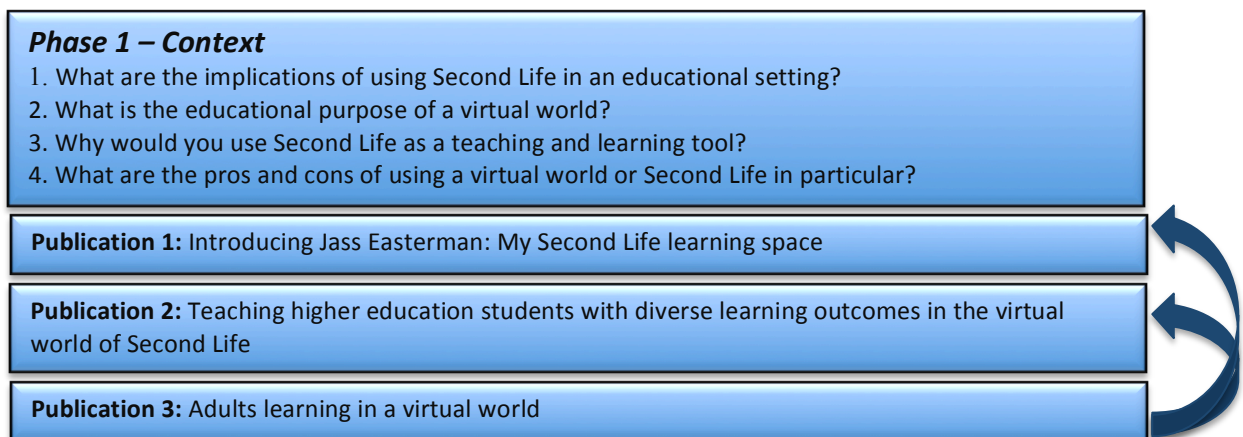 Phase 1 – Context
1. What are the implications of using Second Life in an educational setting?
2. What is the educational purpose of a virtual world?
3. Why would you use Second Life as a teaching and learning tool?
4. What are the pros and cons of using a virtual world or Second Life in particular?
Publication 1: Introducing Jass Easterman: My Second Life learning space
Publication 2: Teaching higher education students with diverse learning outcomes in the virtual
world of Second Life
Publication 3: Adults learning in a virtual world